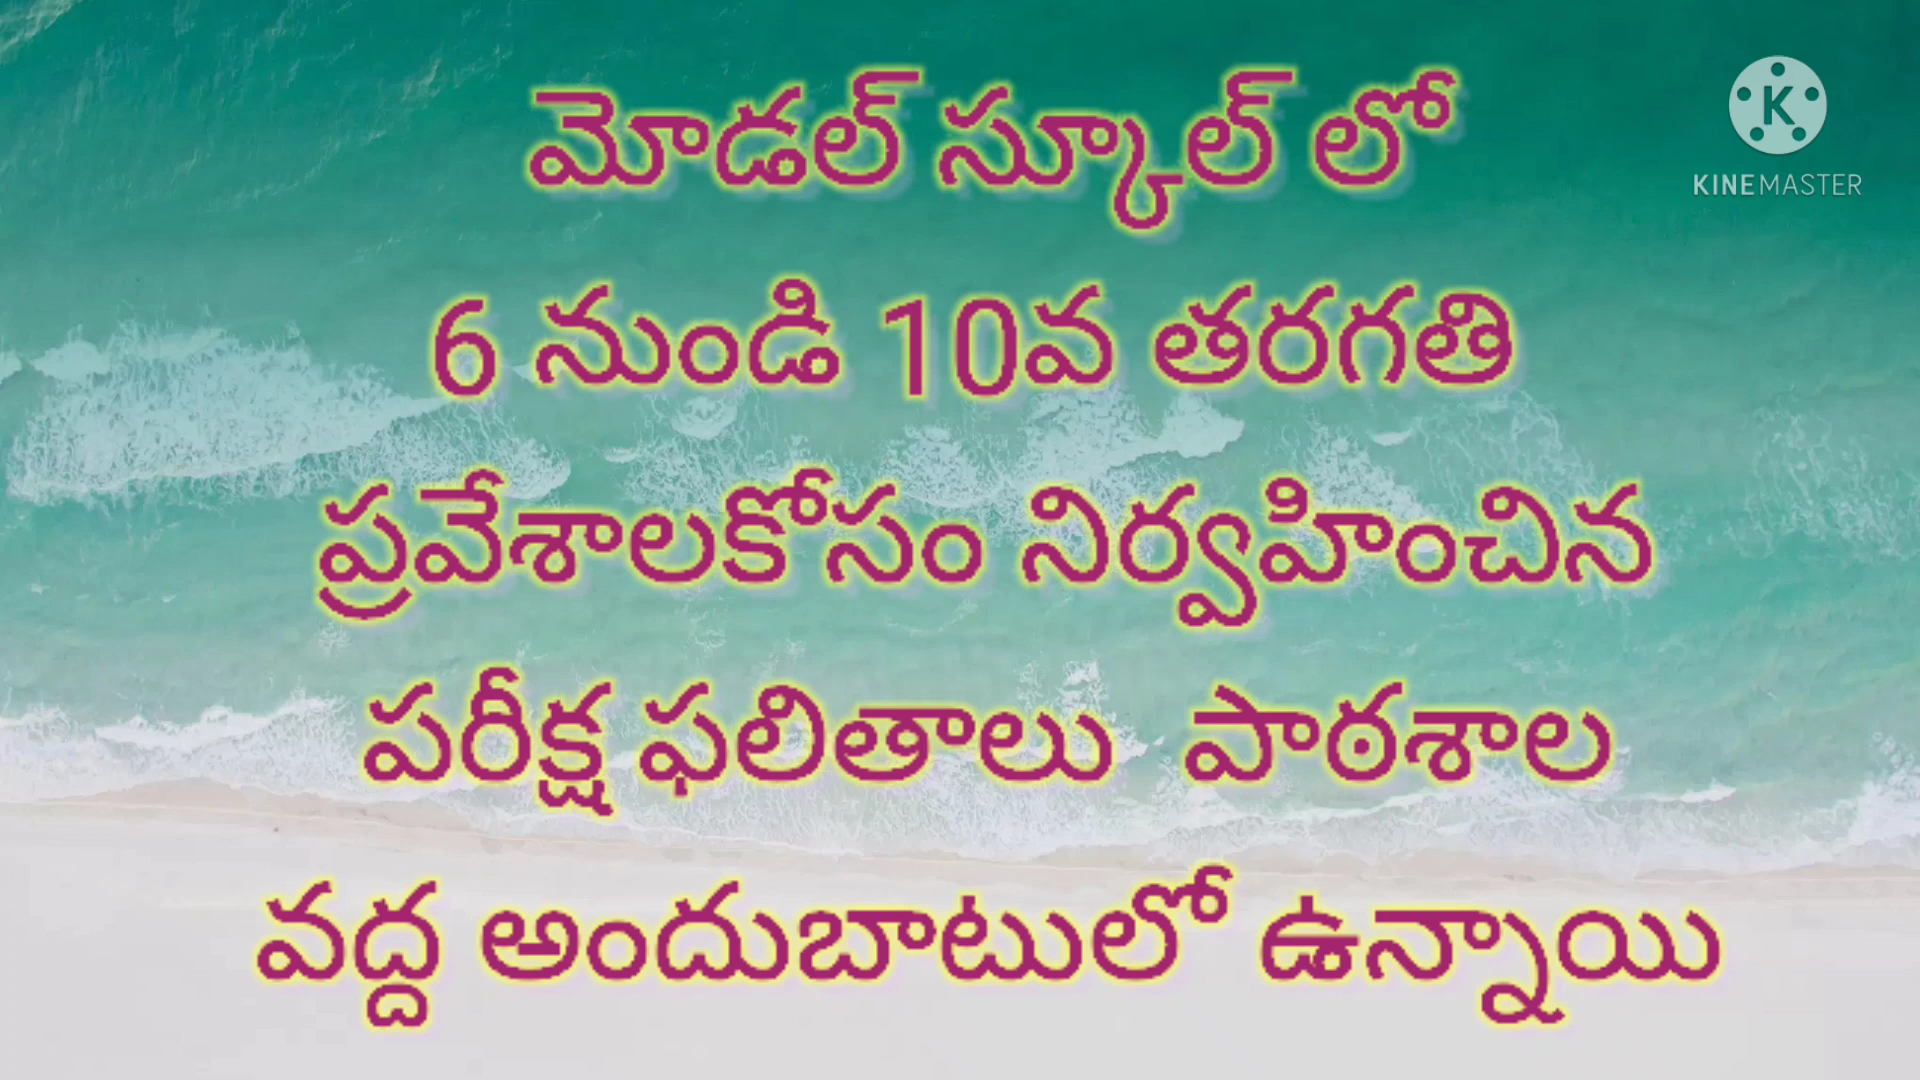 మోడల్ స్కూల్ లో
6 నుండి 10వ తరగతి
ప్రవేశాలకోసం నిర్వహించిన
పరీక్ష ఫలితాలు పాఠశాల
వద్ద అందుబాటులో ఉన్నాయి
K
KINEMASTER